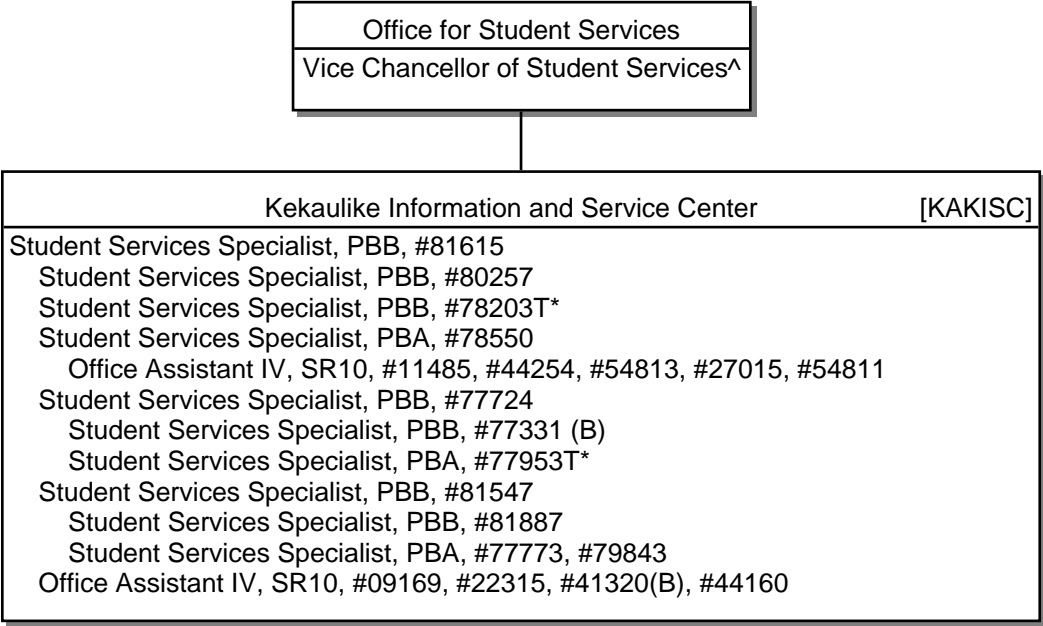 Office for Student Services
Vice Chancellor of Student Services^
Kekaulike Information and Service Center [KAKISC]
Student Services Specialist, PBB, #81615
Student Services Specialist, PBB, #80257
Student Services Specialist, PBB, #78203T*
Student Services Specialist, PBA, #78550
Office Assistant IV, SR10, #11485, #44254, #54813, #27015, #54811
Student Services Specialist, PBB, #77724
Student Services Specialist, PBB, #77331 (B)
Student Services Specialist, PBA, #77953T*
Student Services Specialist, PBB, #81547
Student Services Specialist, PBB, #81887
Student Services Specialist, PBA, #77773, #79843
Office Assistant IV, SR10, #09169, #22315, #41320(B), #44160